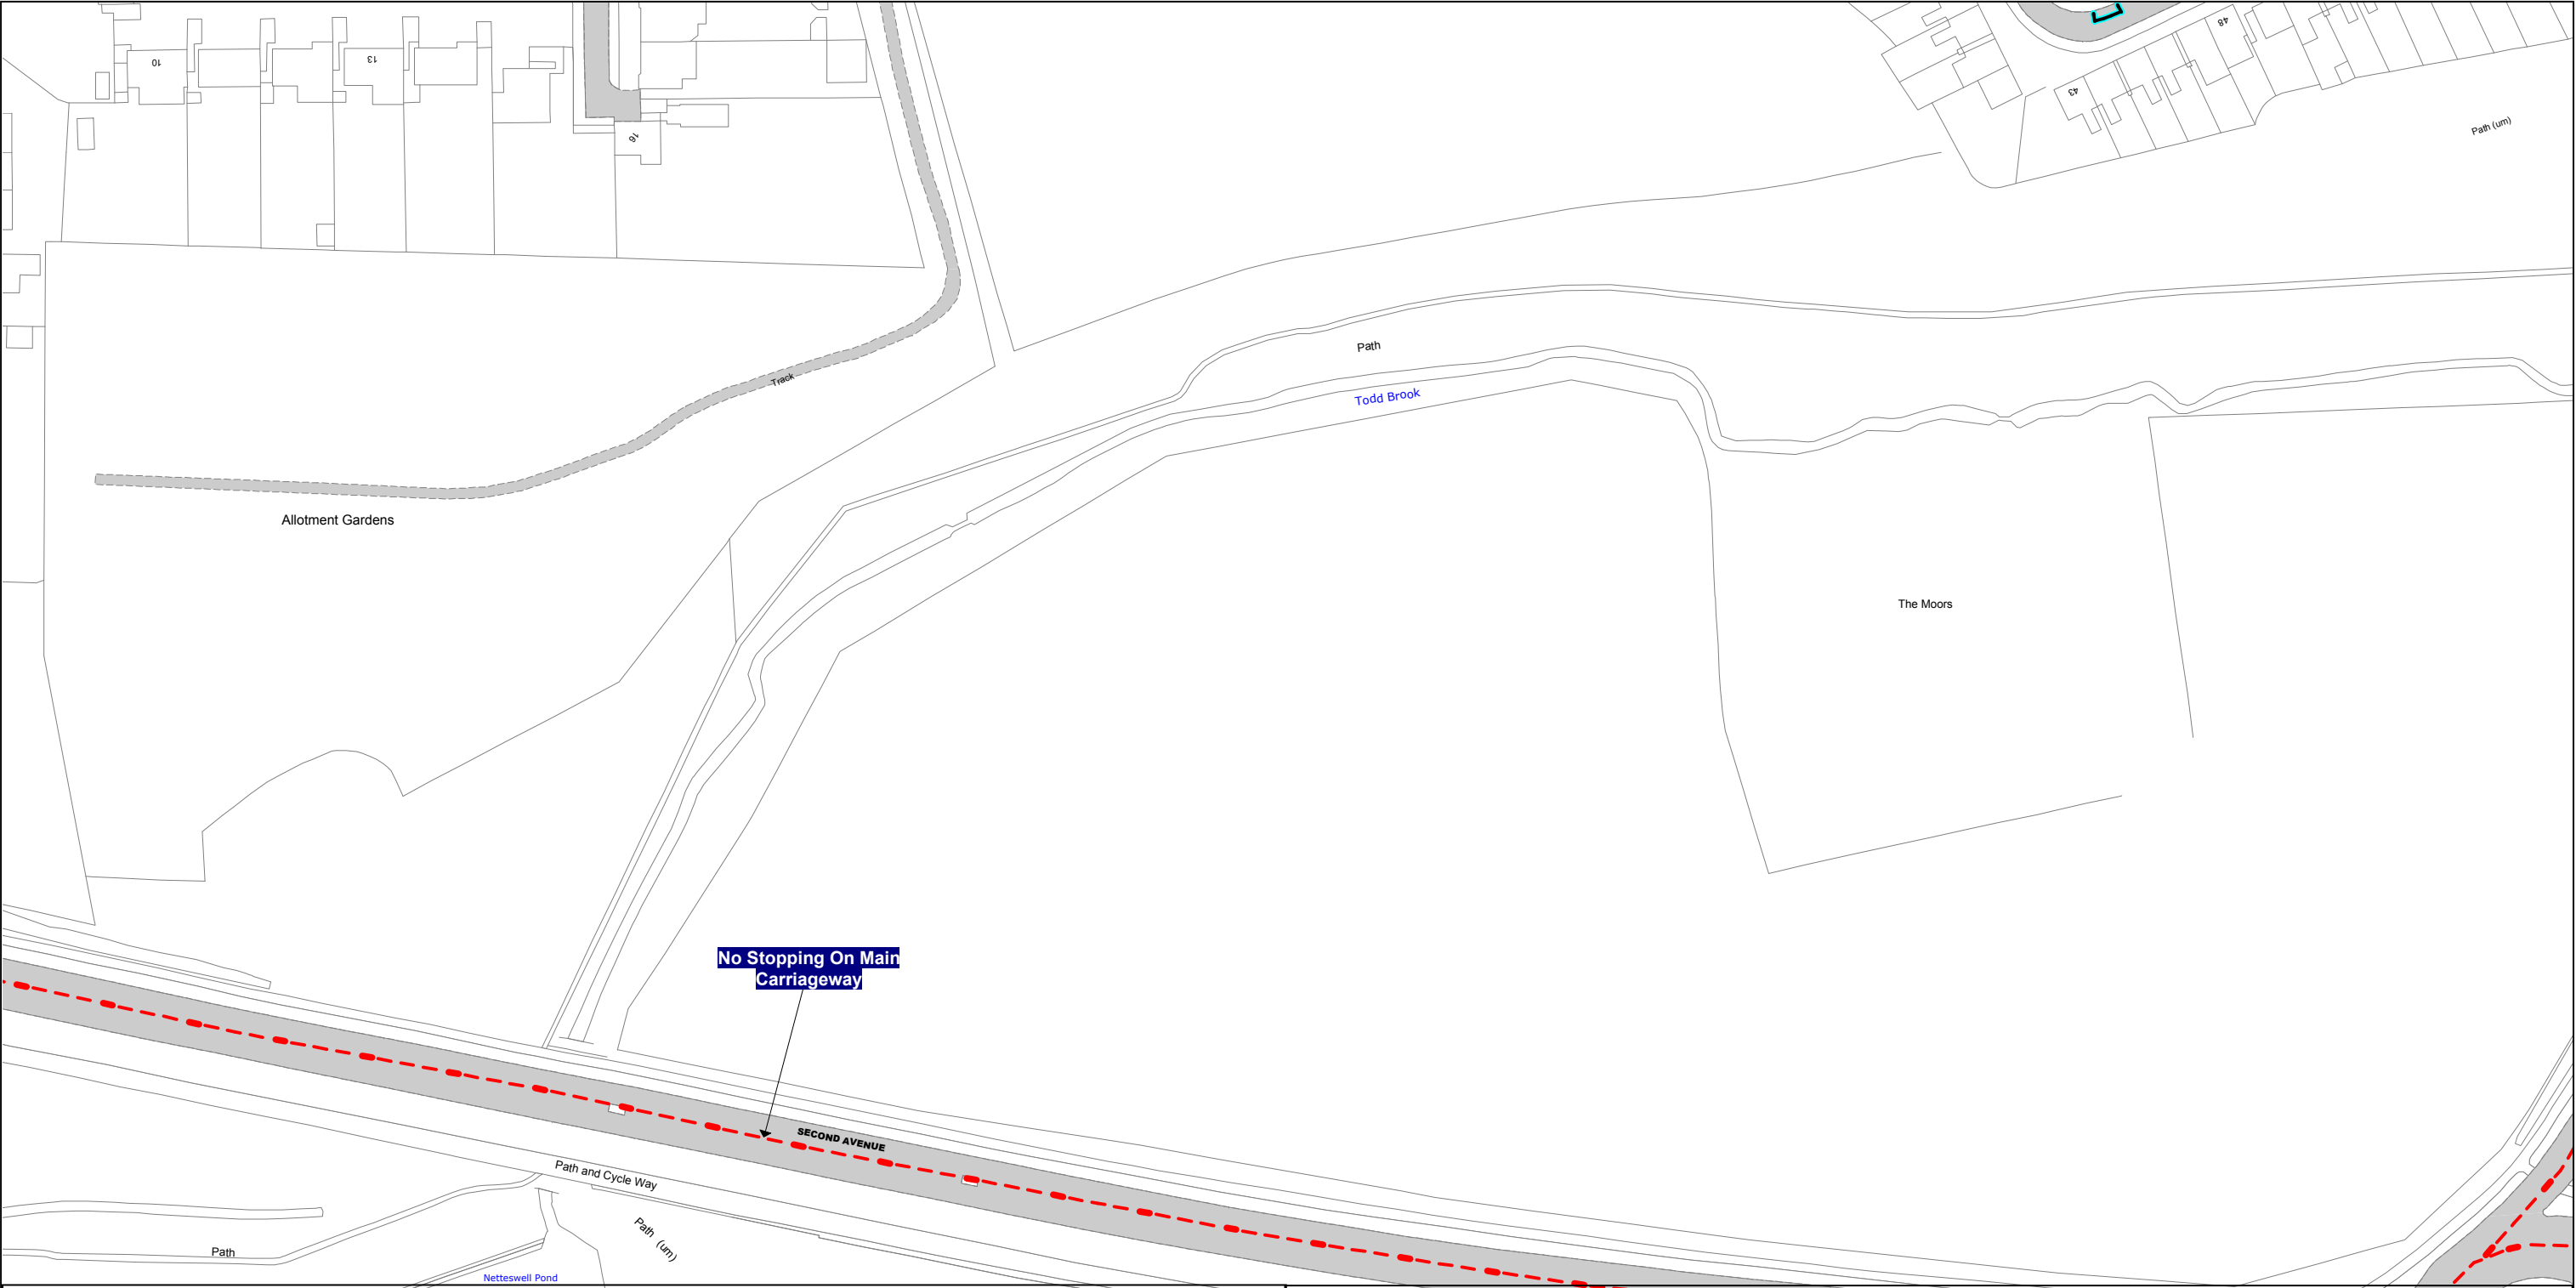 10
13
16
43
48
Path (um)
Path
Todd Brook
Track
Allotment Gardens
The Moors
No Stopping On Main
Carriageway
SECOND AVENUE
Path and Cycle Way
Path (um)
Path
Netteswell Pond